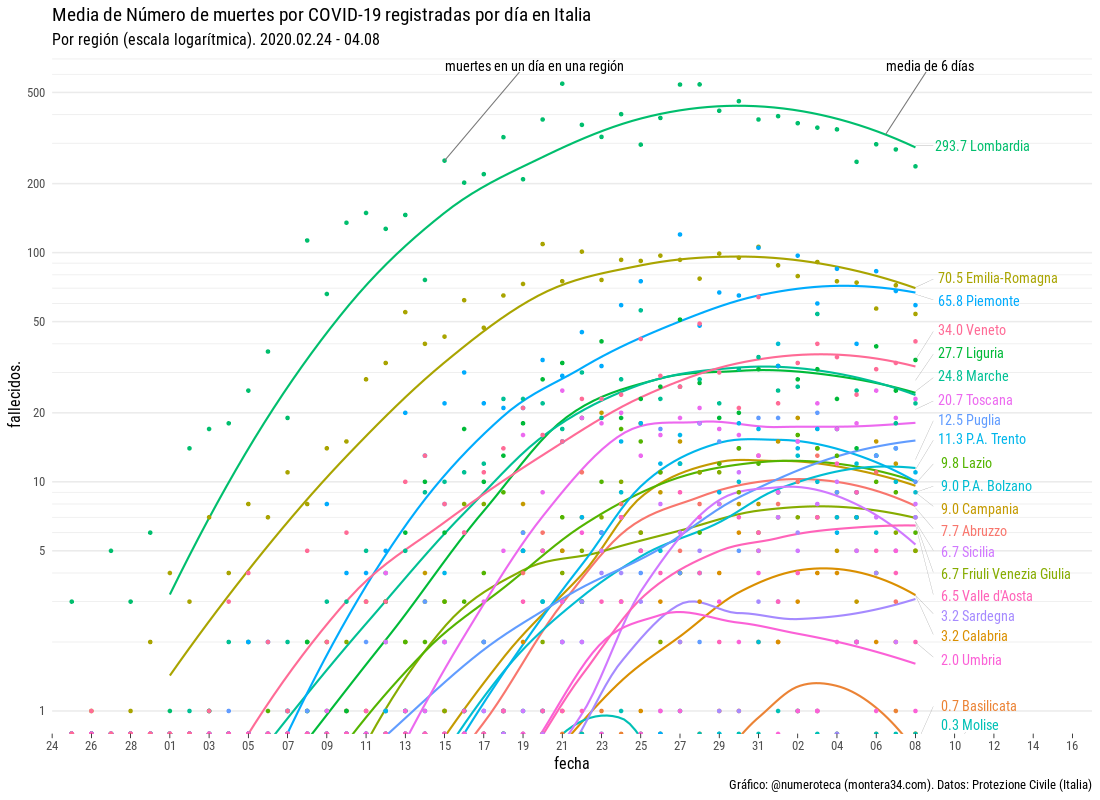 Media de Número de muertes por COVID-19 registradas por día en Italia
Por región (escala logarítmica). 2020.02.24 - 04.08
muertes en un día en una región
media de 6 días
500
200
100
50
20
10
5
1
fallecidos.
293.7 Lombardia
70.5 Emilia-Romagna
65.8 Piemonte
34.0 Veneto
27.7 Liguria
24.8 Marche
20.7 Toscana
12.5 Puglia
11.3 P.A. Trento
9.8 Lazio
9.0 P.A. Bolzano
9.0 Campania
7.7 Abruzzo
6.7 Sicilia
6.7 Friuli Venezia Giulia
6.5 Valle d'Aosta
3.2 Sardegna
3.2 Calabria
2.0 Umbria
0.7 Basilicata
0.3 Molise
24 26 28 01 03 05 07 09 11 13 15 17 19 21 23 25 27 29 31 02 04 06 08 10 12 14 16
fecha
Gráfico: @numeroteca (montera34.com). Datos: Protezione Civile (Italia)